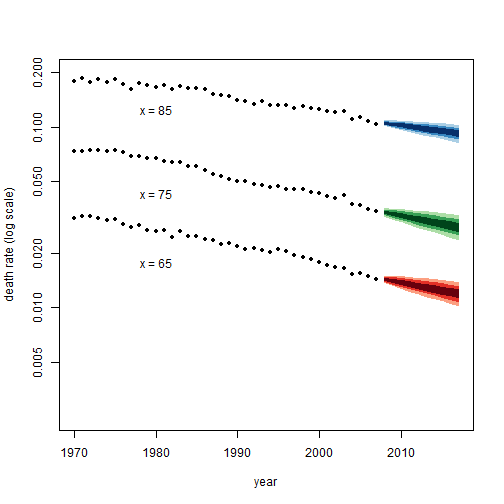 0.200
0.100
0.050
0.020
0.010
0.005
death rate (log scale)
x = 85
x = 75
x = 65
1970 1980 1990 2000 2010
year